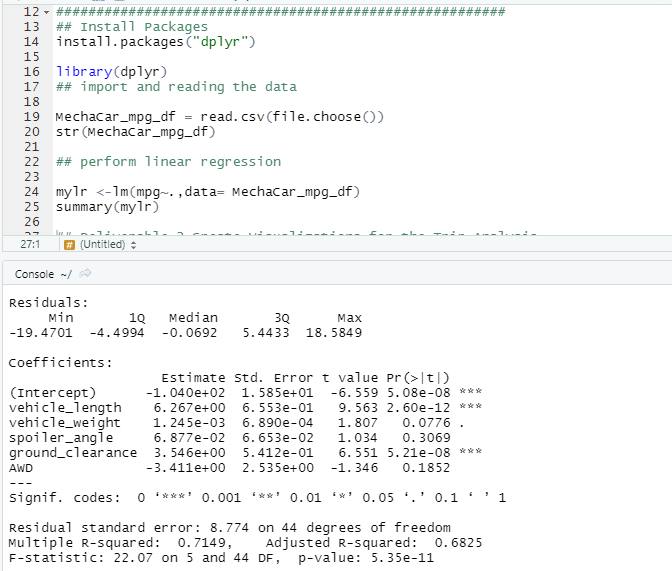 12 ########################################################
13 ## Install Packages
14 install.packages("dplyr")
15
16 library(dplyr)
17 ## import and reading the data
18
19 MechaCar_mpg_df = read.csv(file.choose())
20 str(MechaCar_mpg_df)
21
22 ## perform linear regression
23
24 mylr <-lm(mpg~.,data= MechaCar_mpg_df)
25 summary(mylr)
26
27 ## Deliverable 2 Create Visualizations for the Trip Analysis
27:1 # (Untitled)
Console ~/
Residuals:
Min 1Q Median 3Q Max
-19.4701 -4.4994 -0.0692 5.4433 18.5849
Coefficients:
Estimate Std. Error t value Pr(>|t|)
(Intercept) -1.040e+02 1.585e+01 -6.559 5.08e-08 ***
vehicle_length 6.267e+00 6.553e-01 9.563 2.60e-12 ***
vehicle_weight 1.245e-03 6.890e-04 1.807 0.0776 .
spoiler_angle 6.877e-02 6.653e-02 1.034 0.3069
ground_clearance 3.546e+00 5.412e-01 6.551 5.21e-08 ***
AWD -3.411e+00 2.535e+00 -1.346 0.1852
---
Signif. codes: 0 ‘***’ 0.001 ‘**’ 0.01 ‘*’ 0.05 ‘.’ 0.1 ‘ ’ 1
Residual standard error: 8.774 on 44 degrees of freedom
Multiple R-squared: 0.7149, Adjusted R-squared: 0.6825
F-statistic: 22.07 on 5 and 44 DF, p-value: 5.35e-11